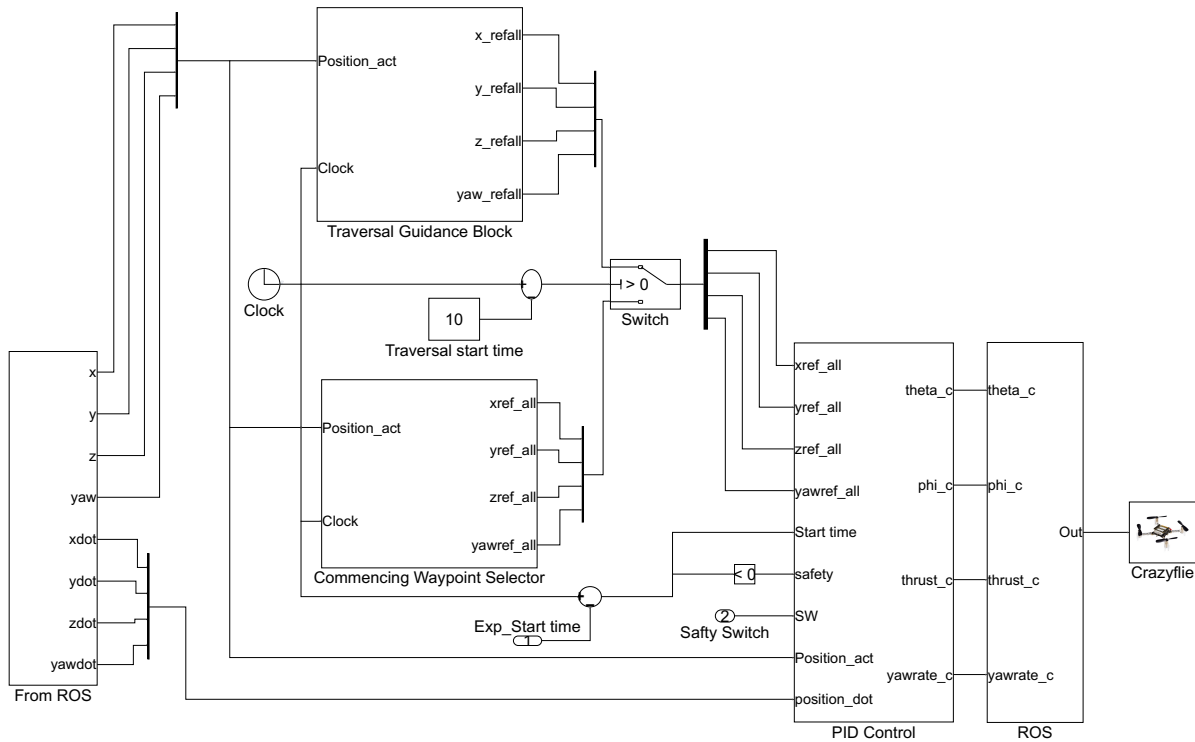 Position_act
Clock
x_refall
y_refall
z_refall
yaw_refall
Traversal Guidance Block
Clock
10
Traversal start time
> 0
Switch
x
y
z
yaw
xdot
ydot
zdot
yawdot
From ROS
Position_act
Clock
xref_all
yref_all
zref_all
yawref_all
Commencing Waypoint Selector
Exp_Start time
1
< 0
2
Safty Switch
xref_all
yref_all
zref_all
yawref_all
Start time
safety
SW
Position_act
position_dot
theta_c
phi_c
thrust_c
yawrate_c
PID Control
theta_c
phi_c
thrust_c
yawrate_c
Out
ROS
Crazyflie